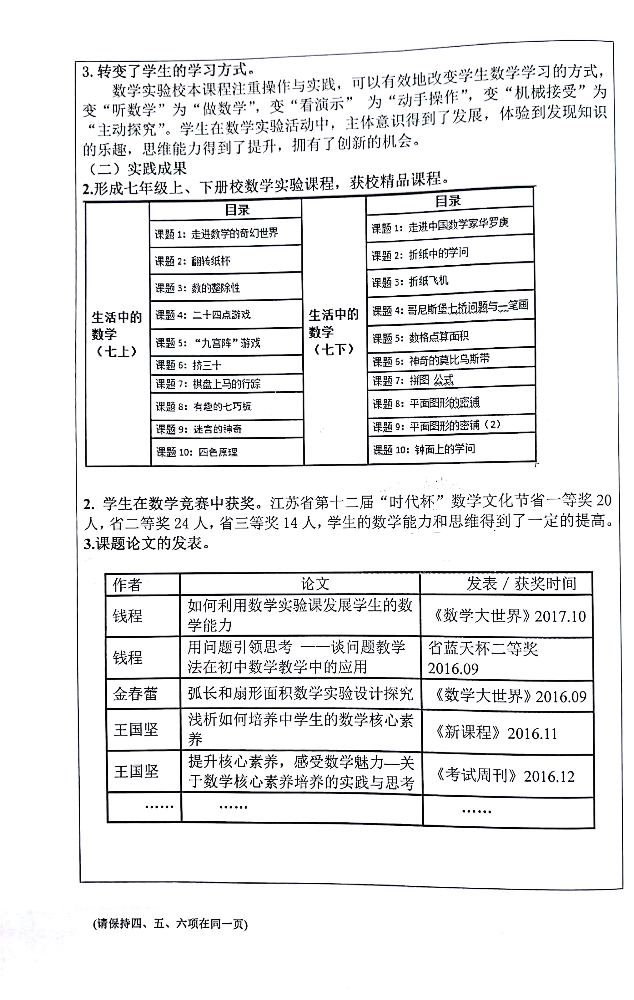 3. 转变了学生的学习方式。
数学实验校本课程注重操作与实践，可以有效地改变学生数学学习的方式，
变“听数学”为“做数学”，变“看演示” 为“动手操作”，变“机械接受”为
“主动探究”。学生在数学实验活动中，主体意识得到了发展，体验到发现知识
的乐趣，思维能力得到了提升，拥有了创新的机会。
（二）实践成果
2.形成七年级上、下册校数学实验课程，获校精品课程。
生活中的
数学
（七上）
目录
课题 1：走进数学的奇幻世界
课题 2：翻转纸杯
课题 3：数的整除性
课题 4：二十四点游戏
课题 5：“九宫阵”游戏
课题 6：挤三十
课题 7：棋盘上马的行踪
课题 8：有趣的七巧板
课题 9：迷宫的神奇
课题 10：四色原理
生活中的
数学
（七下）
目录
课题 1：走进中国数学家华罗庚
课题 2：折纸中的学问
课题 3：折纸飞机
课题 4：哥尼斯堡七桥问题与一笔画
课题 5：数格点算面积
课题 6：神奇的莫比乌斯带
课题 7：拼图 公式
课题 8：平面图形的密铺
课题 9：平面图形的密铺（2）
课题 10：钟面上的学问
2. 学生在数学竞赛中获奖。江苏省第十二届“时代杯”数学文化节省一等奖 20
人，省二等奖 24 人，省三等奖 14 人，学生的数学能力和思维得到了一定的提高。
3.课题论文的发表。
作者 论文 发表 / 获奖时间
钱程
如何利用数学实验课发展学生的数
学能力
《数学大世界》2017.10
钱程
用问题引领思考 ——谈问题教学
法在初中数学教学中的应用
省蓝天杯二等奖
2016.09
金春蕾 弧长和扇形面积数学实验设计探究 《数学大世界》2016.09
王国坚
浅析如何培养中学生的数学核心素
养
《新课程》2016.11
王国坚
提升核心素养，感受数学魅力—关
于数学核心素养培养的实践与思考
《考试周刊》2016.12
…… …… ……
(请保持四、五、六项在同一页)